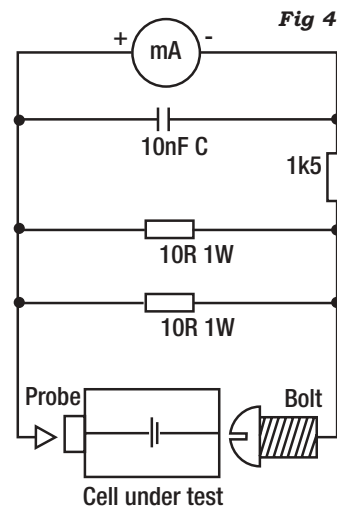 Fig 4
+ mA -
10nF C
1k5
10R 1W
10R 1W
Probe
Bolt
Cell under test